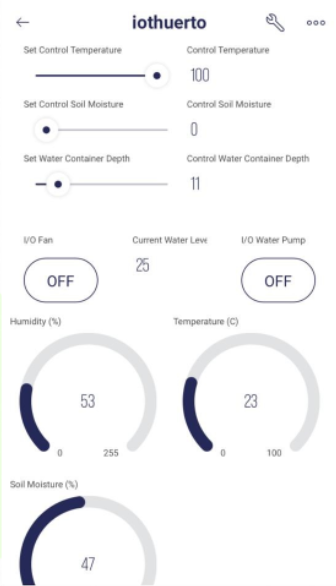 iothuerto
Set Control Temperature
Control Temperature
100
Set Control Soil Moisture
Control Soil Moisture
0
Set Water Container Depth
Control Water Container Depth
11
I/O Fan
Current Water Leve
I/O Water Pump
OFF
25
OFF
Humidity (%)
Temperature (C)
53
23
0
255
0
100
Soil Moisture (%)
47